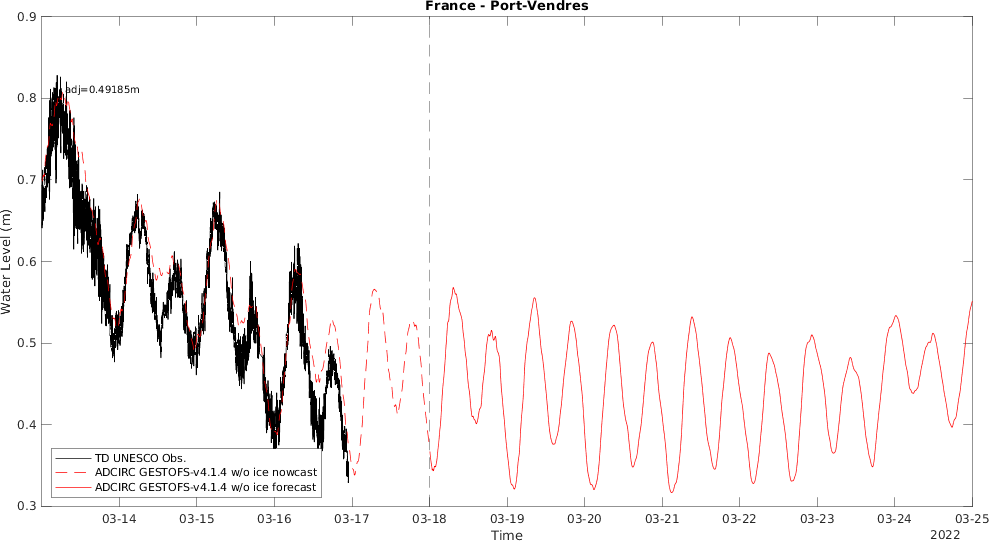 France - Port-Vendres
0.9
0.8
0.7
0.6
0.5
0.4
0.3
Water Level (m)
adj=0.49185m
TD UNESCO Obs.
ADCIRC GESTOFS-v4.1.4 w/o ice nowcast
ADCIRC GESTOFS-v4.1.4 w/o ice forecast
03-14 03-15 03-16 03-17 03-18 03-19 03-20 03-21 03-22 03-23 03-24 03-25
Time
2022